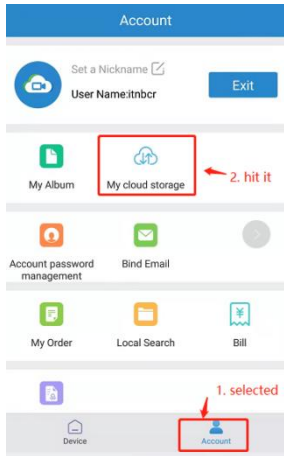 Account
Set a Nickname
User Name:itnbcr
Exit
My Album
My cloud storage
2. hit it
Account password
management
Bind Email
My Order
Local Search
¥
Bill
1. selected
Device
Account